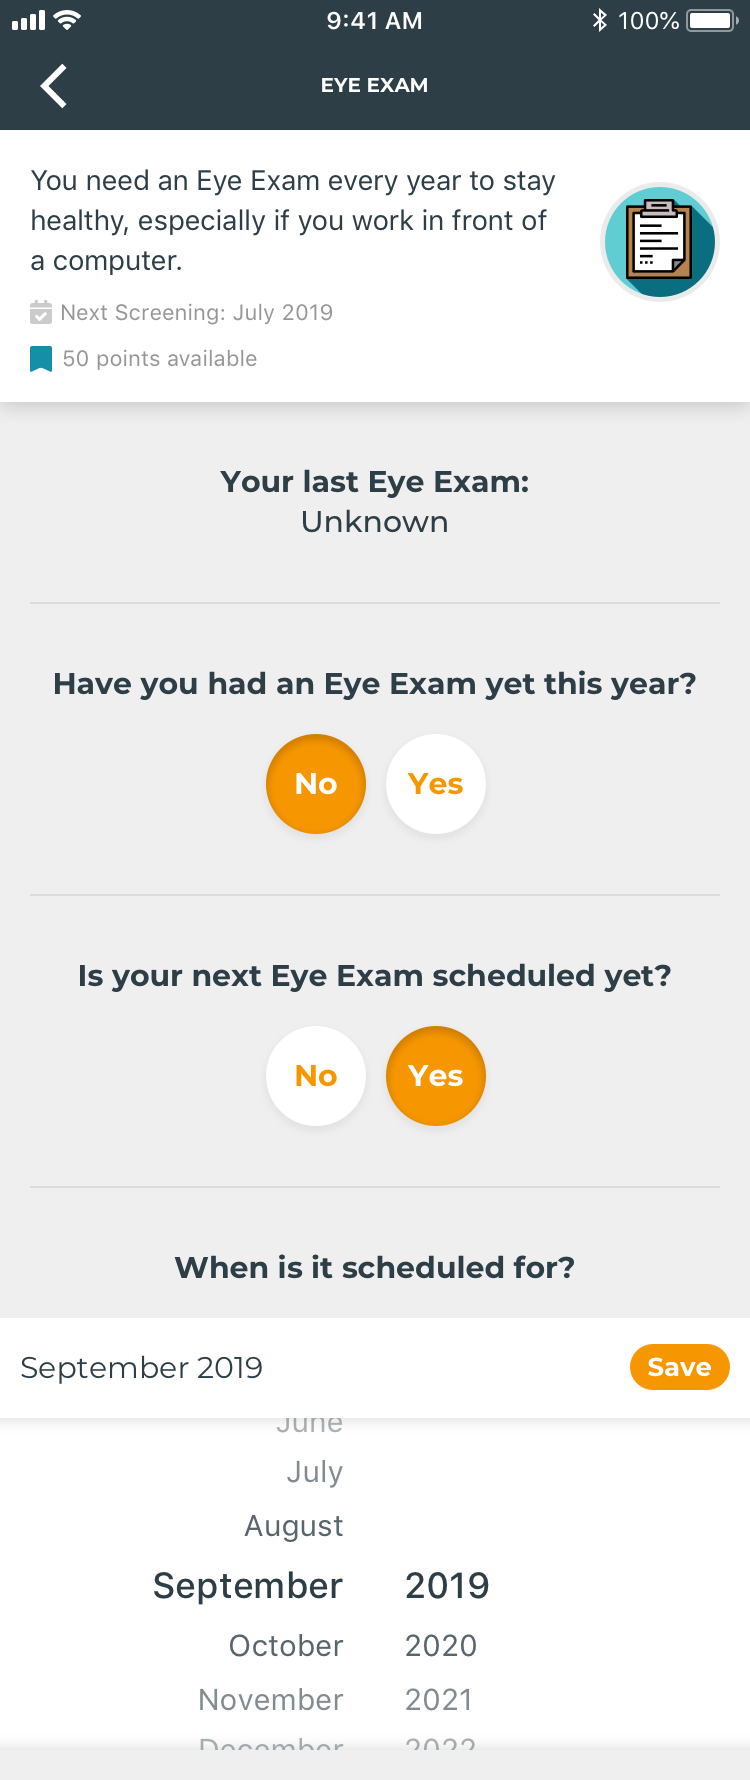 9:41 AM
100%
EYE EXAM
You need an Eye Exam every year to stay
healthy, especially if you work in front of
a computer.
Next Screening: July 2019
50 points available
Your last Eye Exam:
Unknown
Have you had an Eye Exam yet this year?
No Yes
Is your next Eye Exam scheduled yet?
No Yes
When is it scheduled for?
September 2019
Save
June
July
August
September 2019
October 2020
November 2021
December 2022